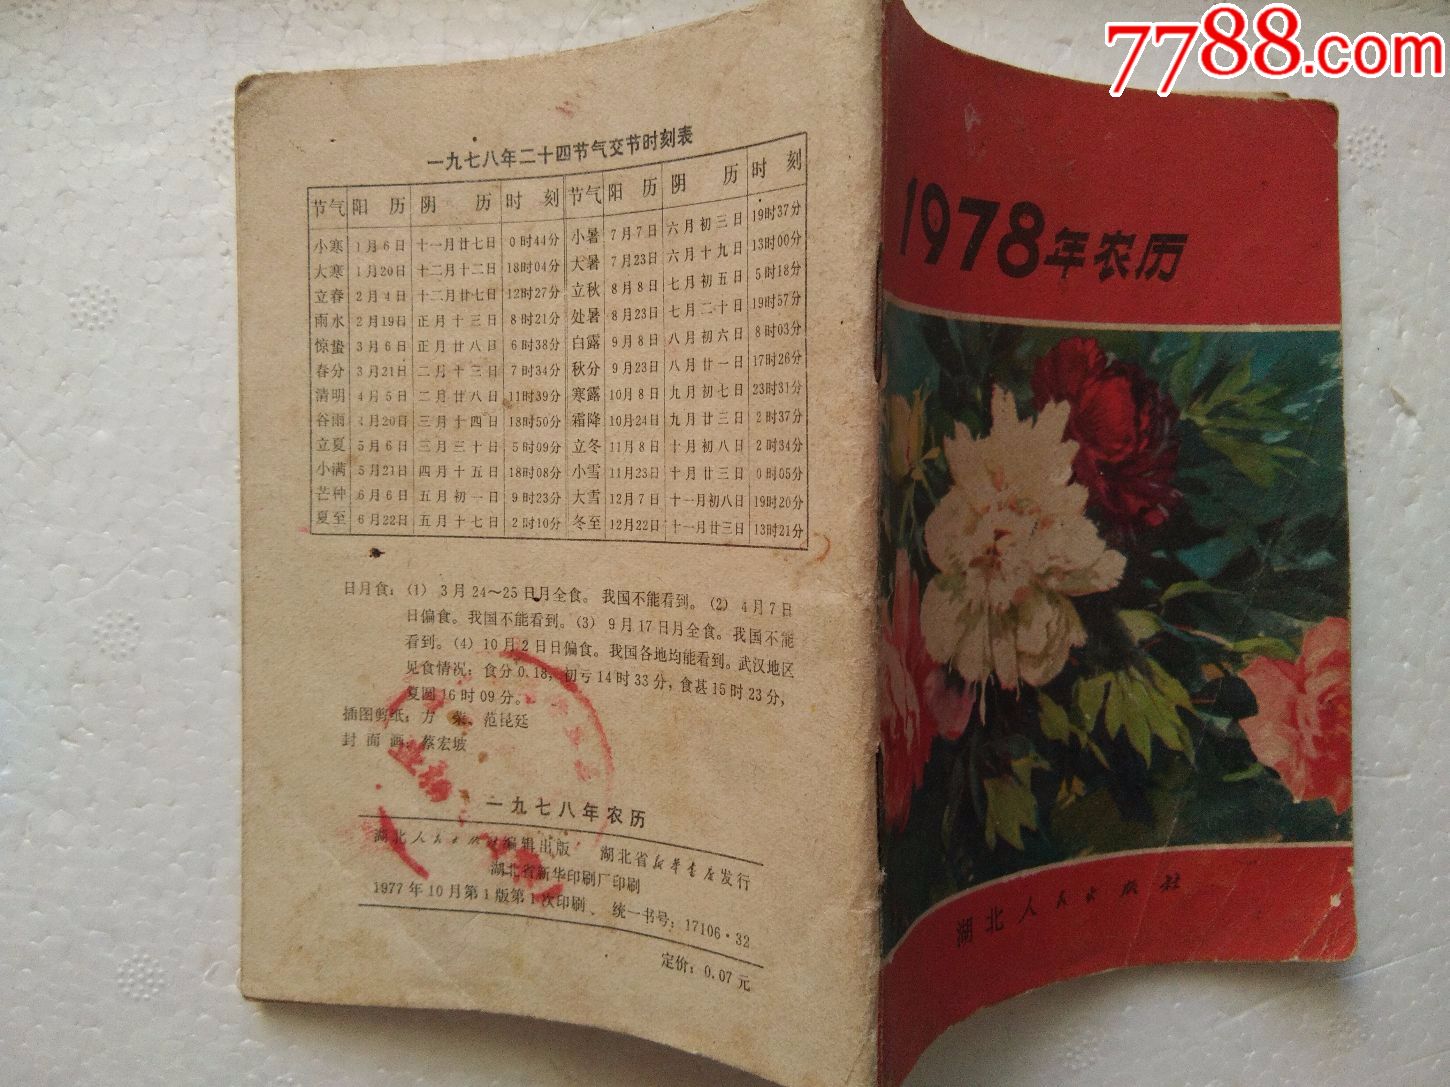 一九七八年二十四节气交节时刻表
节气 阳历 阴历 时刻 节气 阳历 阴历 时刻
小寒 1月6日 十一月廿七日 0时44分 小暑 7月7日 六月初三日 19时37分
大寒 1月20日 十二月十二日 18时04分 大暑 7月23日 六月十九日 13时00分
立春 2月4日 十二月廿七日 12时27分 立秋 8月8日 七月初五日 5时18分
雨水 2月19日 正月十三日 8时21分 处暑 8月23日 七月二十日 19时57分
惊蛰 3月6日 正月廿八日 6时38分 白露 9月8日 八月初六日 8时03分
春分 3月21日 二月十三日 7时34分 秋分 9月23日 八月廿一日 17时26分
清明 4月5日 二月廿八日 11时39分 寒露 10月8日 九月初七日 23时31分
谷雨 4月20日 三月十四日 18时50分 霜降 10月24日 九月廿三日 2时37分
立夏 5月6日 三月三十日 5时09分 立冬 11月8日 十月初八日 2时34分
小满 5月21日 四月十五日 18时08分 小雪 11月23日 十月廿三日 0时05分
芒种 6月6日 五月初一日 9时23分 大雪 12月7日 十一月初八日 19时20分
夏至 6月22日 五月十七日 2时10分 冬至 12月22日 十一月廿三日 13时21分
日月食：(1) 3月24～25日月全食。我国不能看到。(2) 4月7日
日偏食。我国不能看到。(3) 9月17日月全食。我国不能
看到。(4) 10月2日日偏食。我国各地均能看到。武汉地区
见食情况：食分0.18，初亏14时33分，食甚15时23分，
复圆16时09分。
插图剪纸：方荣、范昆廷
封面画：蔡宏坡
一九七八年农历
湖北人民出版社编辑出版 湖北省新华书店发行
湖北省新华印刷厂印刷
1977年10月第1版第1次印刷、统一书号：17106·32
定价：0.07元
1978年农历
湖北人民出版社
7788.com